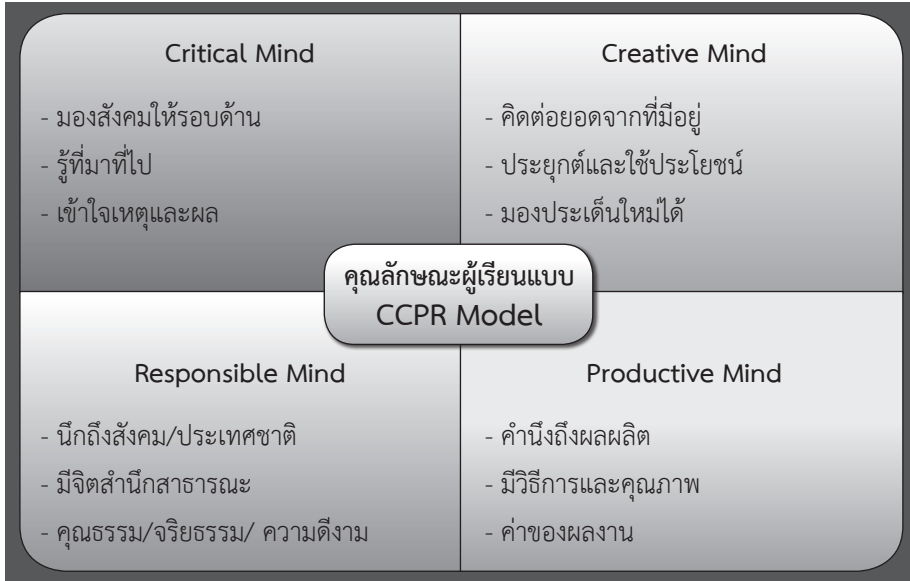 Critical Mind
- มองสังคมให้รอบด้าน
- รู้ที่มาที่ไป
- เข้าใจเหตุและผล
Creative Mind
- คิดต่อยอดจากที่มีอยู่
- ประยุกต์และใช้ประโยชน์
- มองประเด็นใหม่ได้
คุณลักษณะผู้เรียนแบบ
CCPR Model
Responsible Mind
- นึกถึงสังคม/ประเทศชาติ
- มีจิตสำนึกสาธารณะ
- คุณธรรม/จริยธรรม/ ความดีงาม
Productive Mind
- คำนึงถึงผลผลิต
- มีวิธีการและคุณภาพ
- ค่าของผลงาน